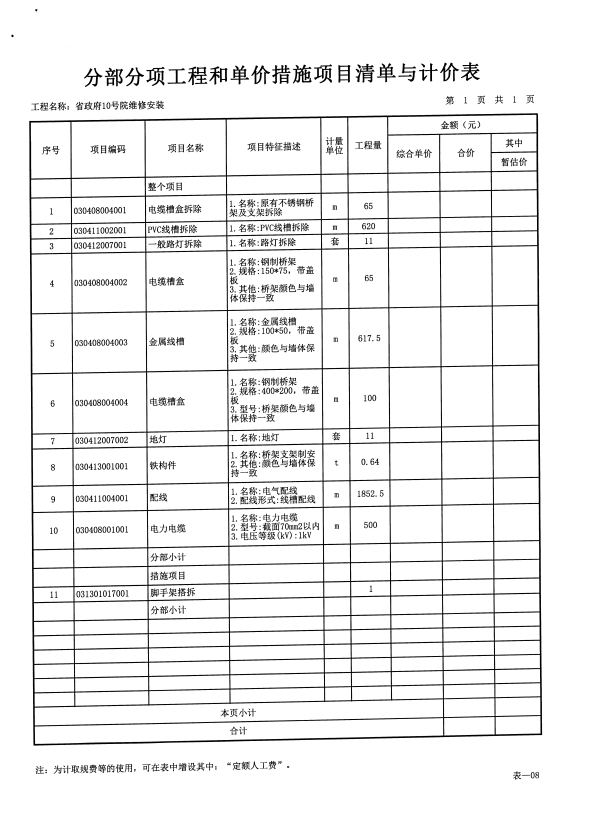 分部分项工程和单价措施项目清单与计价表
工程名称：省政府10号院维修安装 第 1 页 共 1 页
序号 项目编码 项目名称 项目特征描述 计量单位 工程量 金额（元）
综合单价 合价 其中
暂估价
整个项目
1 030408004001 电缆槽盒拆除 1.名称:原有不锈钢桥架及支架拆除 m 65
2 030411002001 PVC线槽拆除 1.名称:PVC线槽拆除 m 620
3 030412007001 一般路灯拆除 1.名称:路灯拆除 套 11
4 030408004002 电缆槽盒 1.名称:钢制桥架
2.规格:150*75, 带盖板
3.其他:桥架颜色与墙体保持一致 m 65
5 030408004003 金属线槽 1.名称:金属线槽
2.规格:100*50, 带盖板
3.其他:颜色与墙体保持一致 m 617.5
6 030408004004 电缆槽盒 1.名称:钢制桥架
2.规格:400*200, 带盖板
3.型号:桥架颜色与墙体保持一致 m 100
7 030412007002 地灯 1.名称:地灯 套 11
8 030413001001 铁构件 1.名称:桥架支架制安
2.其他:颜色与墙体保持一致 t 0.64
9 030411004001 配线 1.名称:电气配线
2.配线形式:线槽配线 m 1852.5
10 030408001001 电力电缆 1.名称:电力电缆
2.型号:截面70mm2以内
3.电压等级(kV):1kV m 500
分部小计
措施项目
11 031301017001 脚手架搭拆 1
分部小计
本页小计
合计
注：为计取规费等的使用，可在表中增设其中：“定额人工费”。
表—08